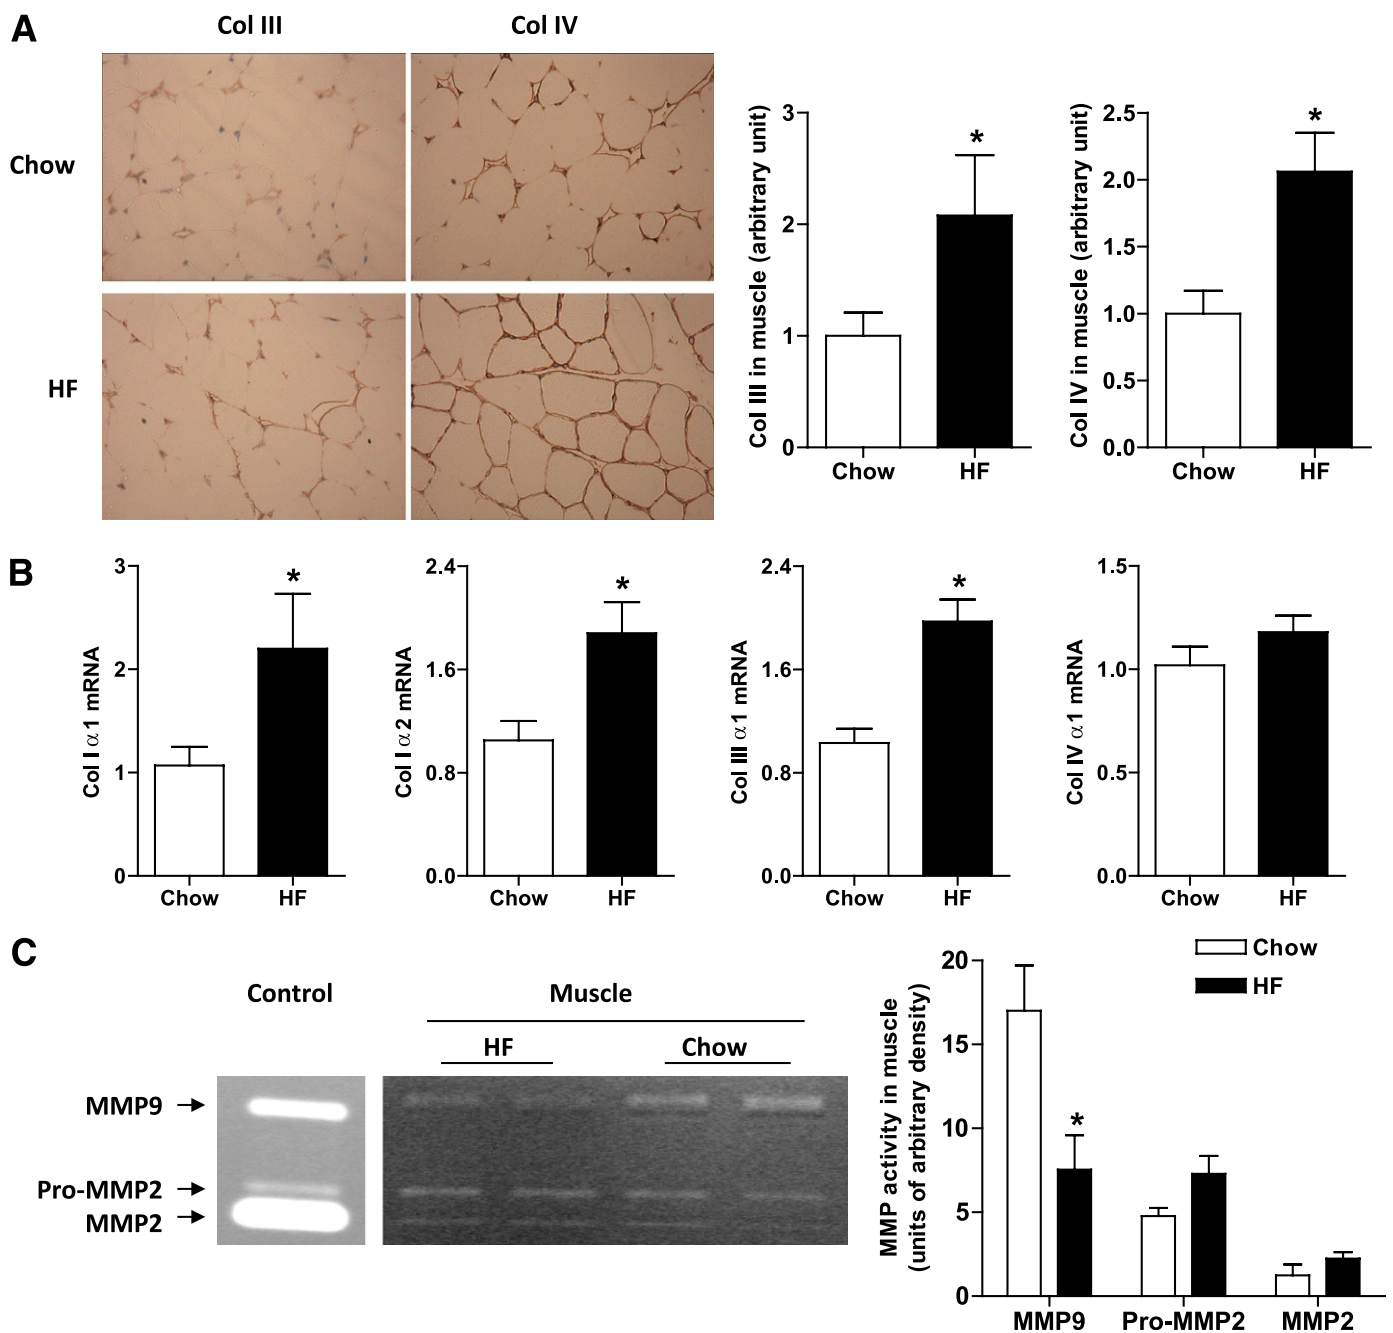 A
Col III
Col IV
Chow
HF
Col III in muscle (arbitrary unit)
3
2
1
0
*
Chow
HF
Col IV in muscle (arbitrary unit)
2.5
2.0
1.5
1.0
0.5
0.0
*
Chow
HF
B
Col I α1 mRNA
3
2
1
0
*
Chow
HF
Col I α2 mRNA
2.4
1.6
0.8
0.0
*
Chow
HF
Col III α1 mRNA
2.4
1.6
0.8
0.0
*
Chow
HF
Col IV α1 mRNA
1.5
1.0
0.5
0.0
Chow
HF
C
Control
Muscle
HF
Chow
MMP9
Pro-MMP2
MMP2
MMP activity in muscle
(units of arbitrary density)
20
15
10
5
0
Chow
HF
*
MMP9
Pro-MMP2
MMP2